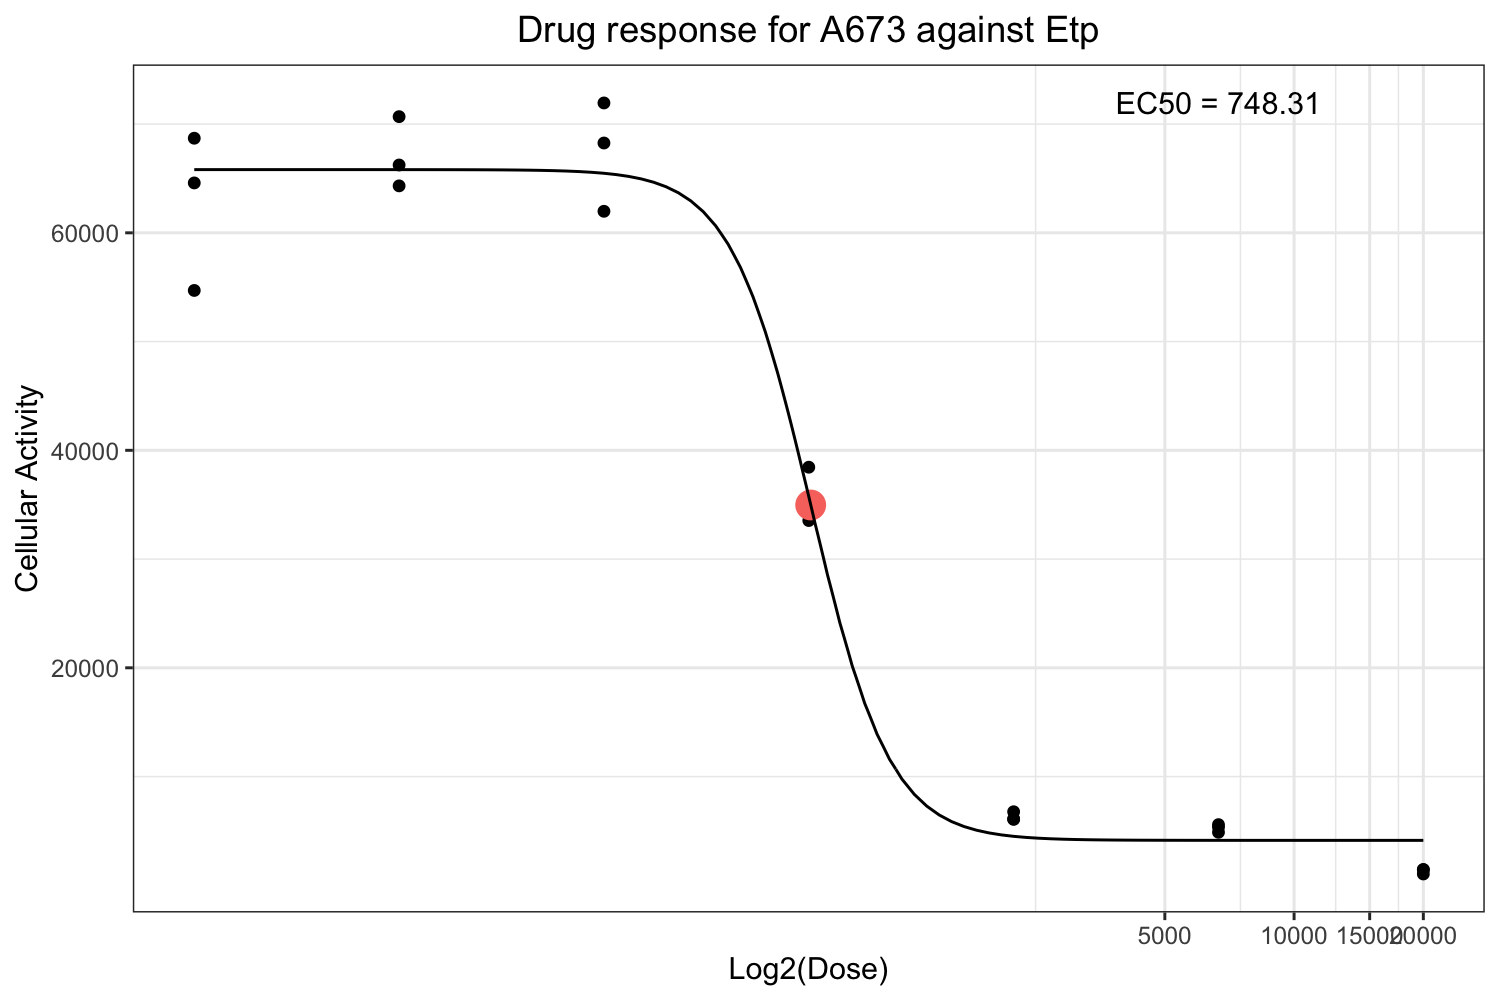 Drug response for A673 against Etp
EC50 = 748.31
60000
40000
20000
Cellular Activity
5000
10000
15000
20000
Log2(Dose)